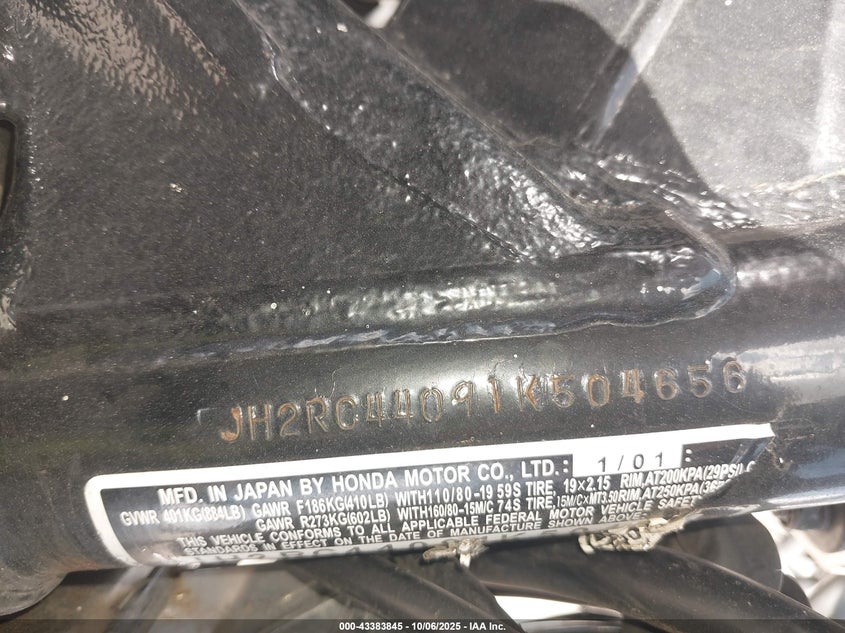 JH2RC44091K504656
MFD. IN JAPAN BY HONDA MOTOR CO., LTD.: 1/01
GVWR 401KG(884LB) GAWR F186KG(410LB) WITH110/80-19 59S TIRE 19×2.15 RIM,AT200KPA(29PSI)
GAWR R273KG(602LB) WITH160/80-15M/C 74S TIRE 15M/C×MT3.50RIM,AT250KPA
THIS VEHICLE CONFORMS TO ALL APPLICABLE FEDERAL MOTOR VEHICLE SAFETY
STANDARDS IN EFFECT ON THE DATE OF MANUFACTURE SHOWN ABOVE.
000-43383845 - 10/06/2025 - IAA Inc.